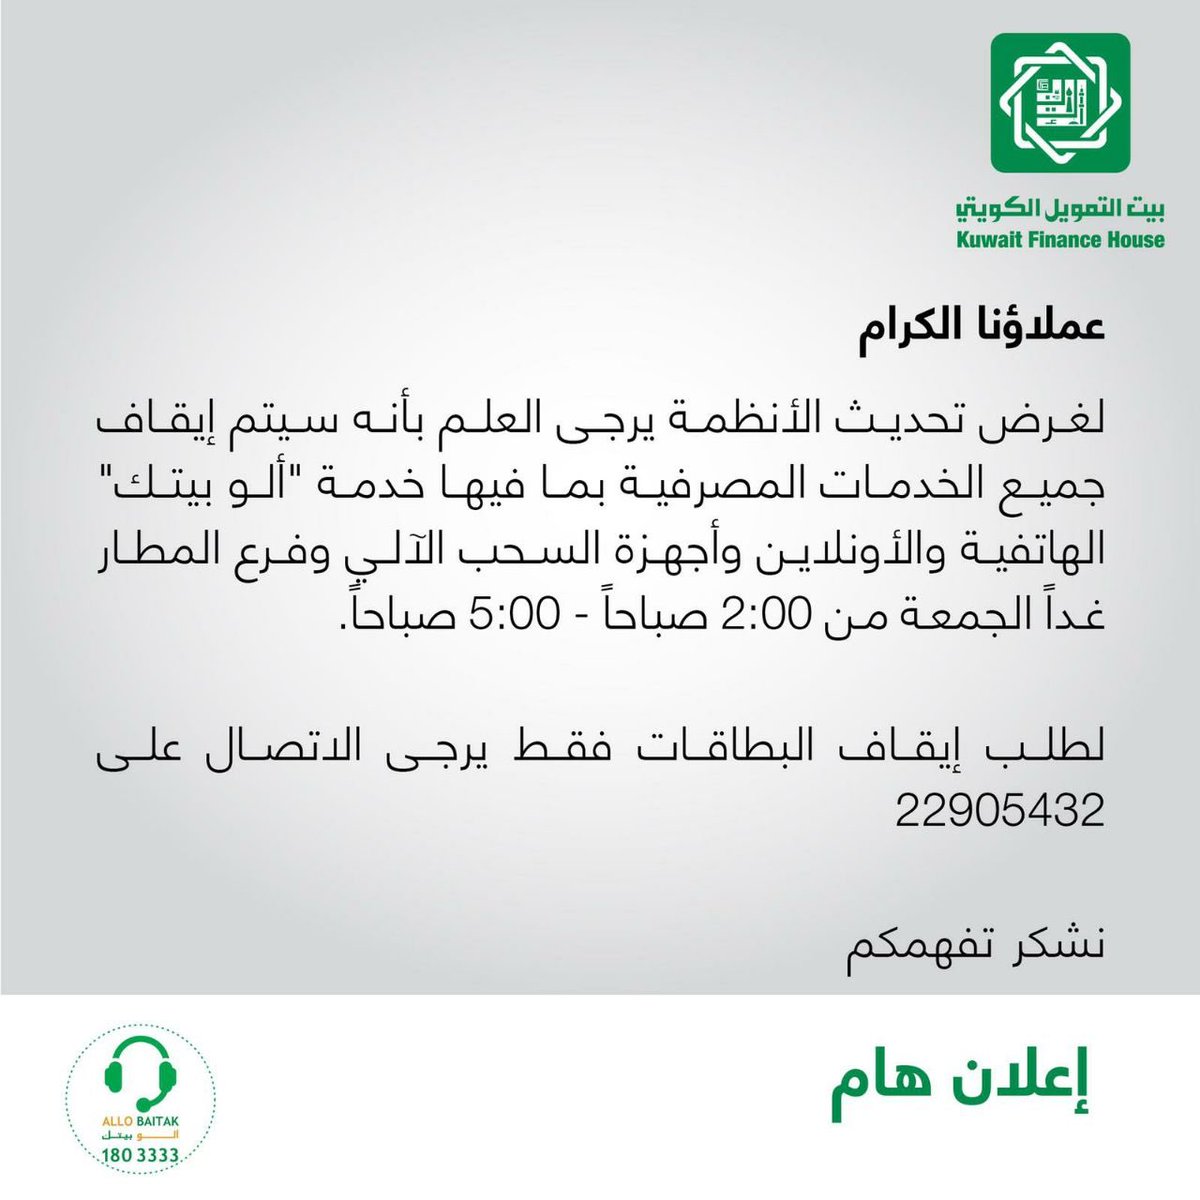 بيت التمويل الكويتي
Kuwait Finance House
عملاؤنا الكرام
لغرض تحديث الأنظمة يرجى العلم بأنه سيتم إيقاف
جميع الخدمات المصرفية بما فيها خدمة "ألو بيتك"
الهاتفية والأونلاين وأجهزة السحب الآلي وفرع المطار
غداً الجمعة من 2:00 صباحاً - 5:00 صباحاً.
لطلب إيقاف البطاقات فقط يرجى الاتصال على
22905432
نشكر تفهمكم
إعلان هام
ALLO BAITAK
ألو بيتك
180 3333